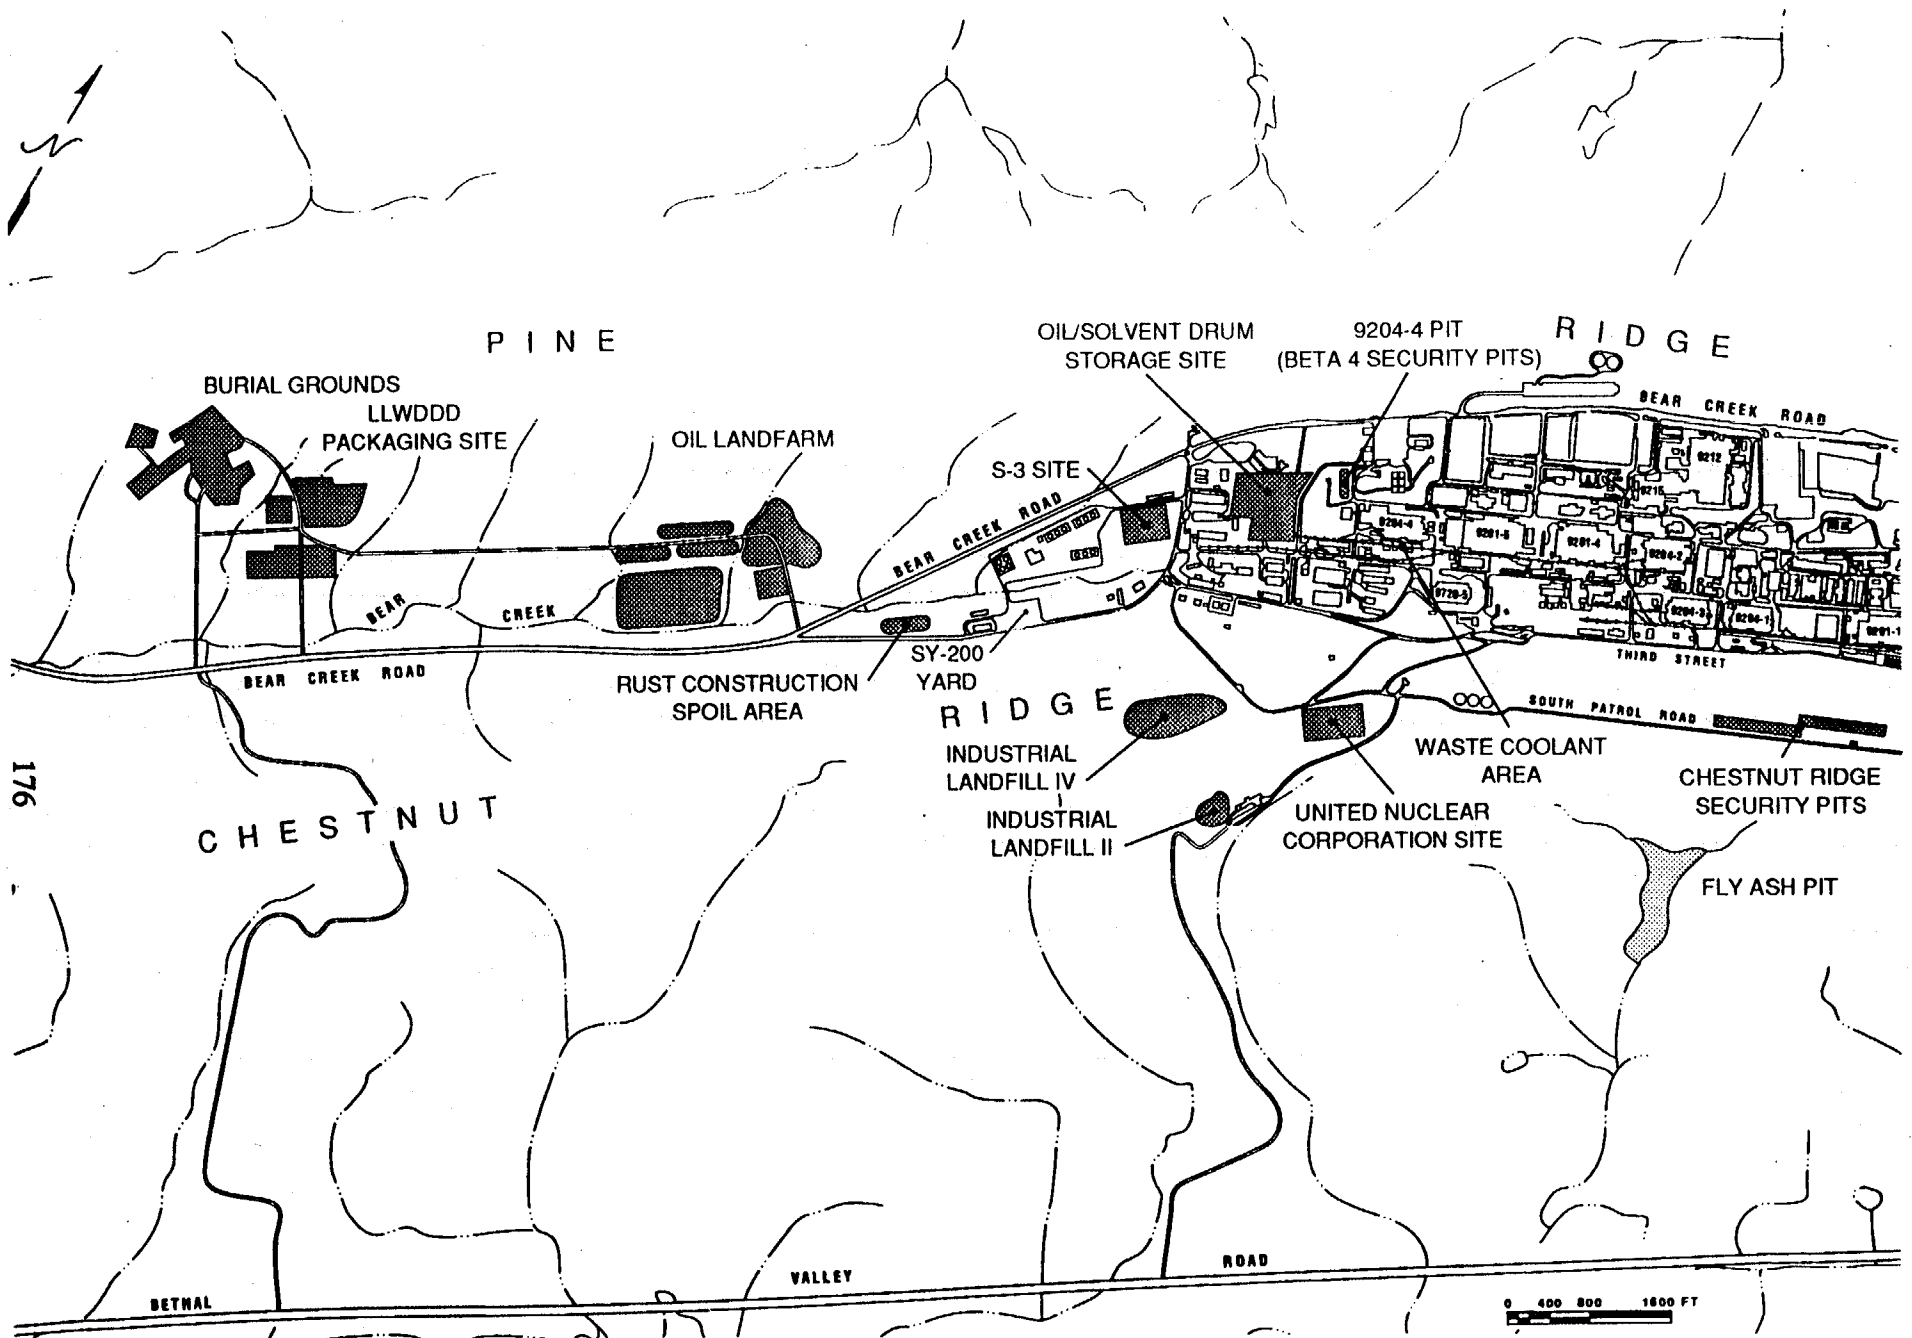 N
PINE
RIDGE
OIL/SOLVENT DRUM
STORAGE SITE
9204-4 PIT
(BETA 4 SECURITY PITS)
BURIAL GROUNDS
LLWDDD
PACKAGING SITE
OIL LANDFARM
S-3 SITE
BEAR CREEK ROAD
BEAR CREEK ROAD
9212
9215
9204-4
9201-5
9201-4
9204-2
9720-5
9204-3
9204-1
9201-1
BEAR CREEK
BEAR CREEK ROAD
RUST CONSTRUCTION
SPOIL AREA
SY-200
YARD
THIRD STREET
SOUTH PATROL ROAD
RIDGE
INDUSTRIAL
LANDFILL IV
INDUSTRIAL
LANDFILL II
WASTE COOLANT
AREA
UNITED NUCLEAR
CORPORATION SITE
CHESTNUT RIDGE
SECURITY PITS
176
CHESTNUT
FLY ASH PIT
BETHAL VALLEY ROAD
0 400 800 1600 FT